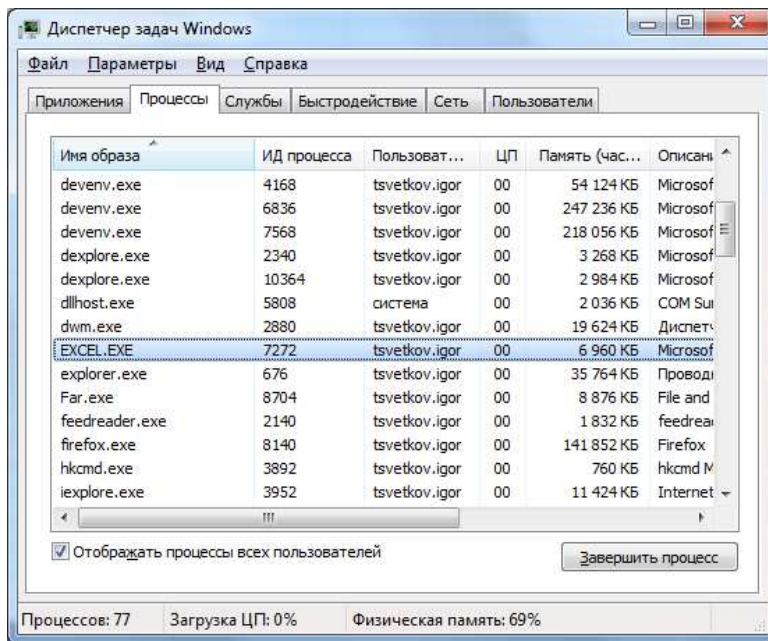 Диспетчер задач Windows
Файл Параметры Вид Справка
Приложения Процессы Службы Быстродействие Сеть Пользователи
Имя образа ИД процесса Пользоват... ЦП Память (час...
devenv.exe 4168 tsvetkov.igor 00 54 124 КБ Microsof
devenv.exe 6836 tsvetkov.igor 00 247 236 КБ Microsof
devenv.exe 7568 tsvetkov.igor 00 218 056 КБ Microsof
dexplore.exe 2340 tsvetkov.igor 00 3 268 КБ Microsof
dexplore.exe 10364 tsvetkov.igor 00 2 984 КБ Microsof
dllhost.exe 5808 система 00 2 036 КБ COM
dwm.exe 2880 tsvetkov.igor 00 19 624 КБ
EXCEL.EXE 7272 tsvetkov.igor 00 6 960 КБ Microsof
explorer.exe 676 tsvetkov.igor 00 35 764 КБ
Far.exe 8704 tsvetkov.igor 00 8 876 КБ File and
feedreader.exe 2140 tsvetkov.igor 00 1 832 КБ
firefox.exe 8140 tsvetkov.igor 00 141 852 КБ Firefox
hkcmd.exe 3892 tsvetkov.igor 00 760 КБ hkcmd M
iexplore.exe 3952 tsvetkov.igor 00 11 424 КБ Internet
Отображать процессы всех пользователей
Завершить процесс
Процессов: 77 Загрузка ЦП: 0% Физическая память: 69%